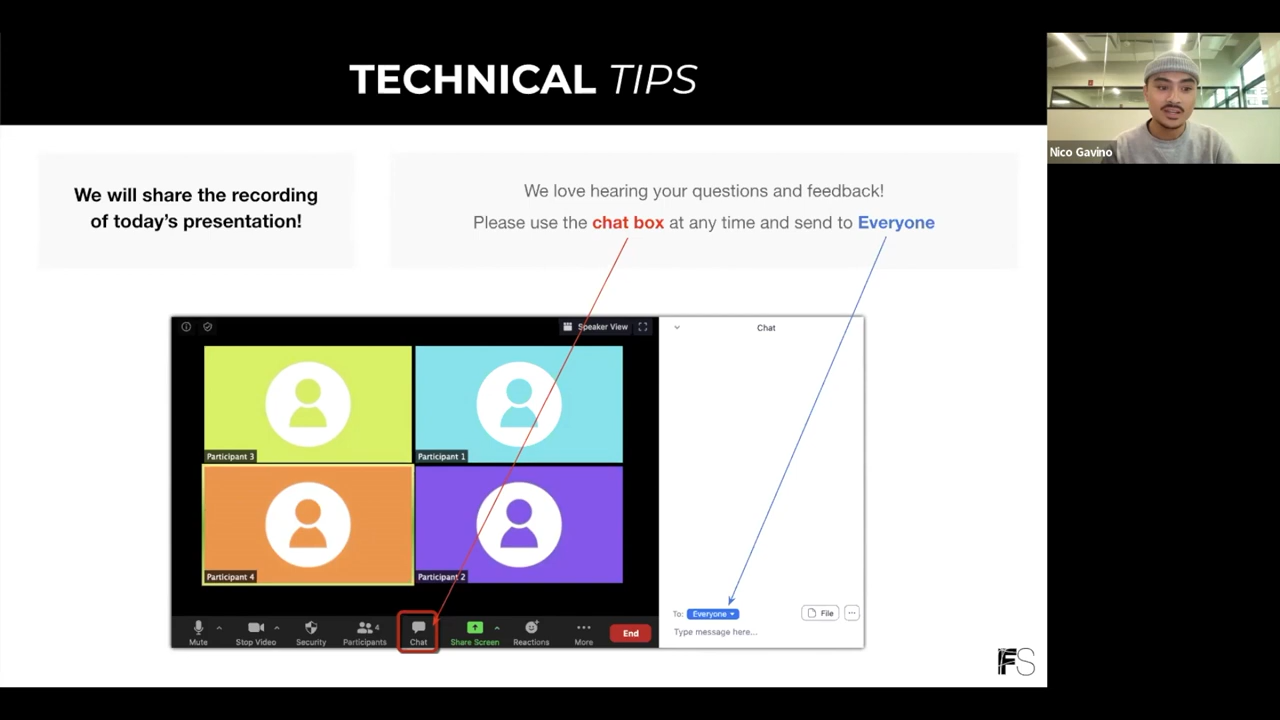 TECHNICAL TIPS
Nico Gavino
We will share the recording
of today's presentation!
We love hearing your questions and feedback!
Please use the chat box at any time and send to Everyone
Speaker View
Chat
Participant 3
Participant 1
Participant 4
Participant 2
To: Everyone
File
Type message here...
4
Mute
Stop Video
Security
Participants
Chat
Share Screen
Reactions
More
End
FS